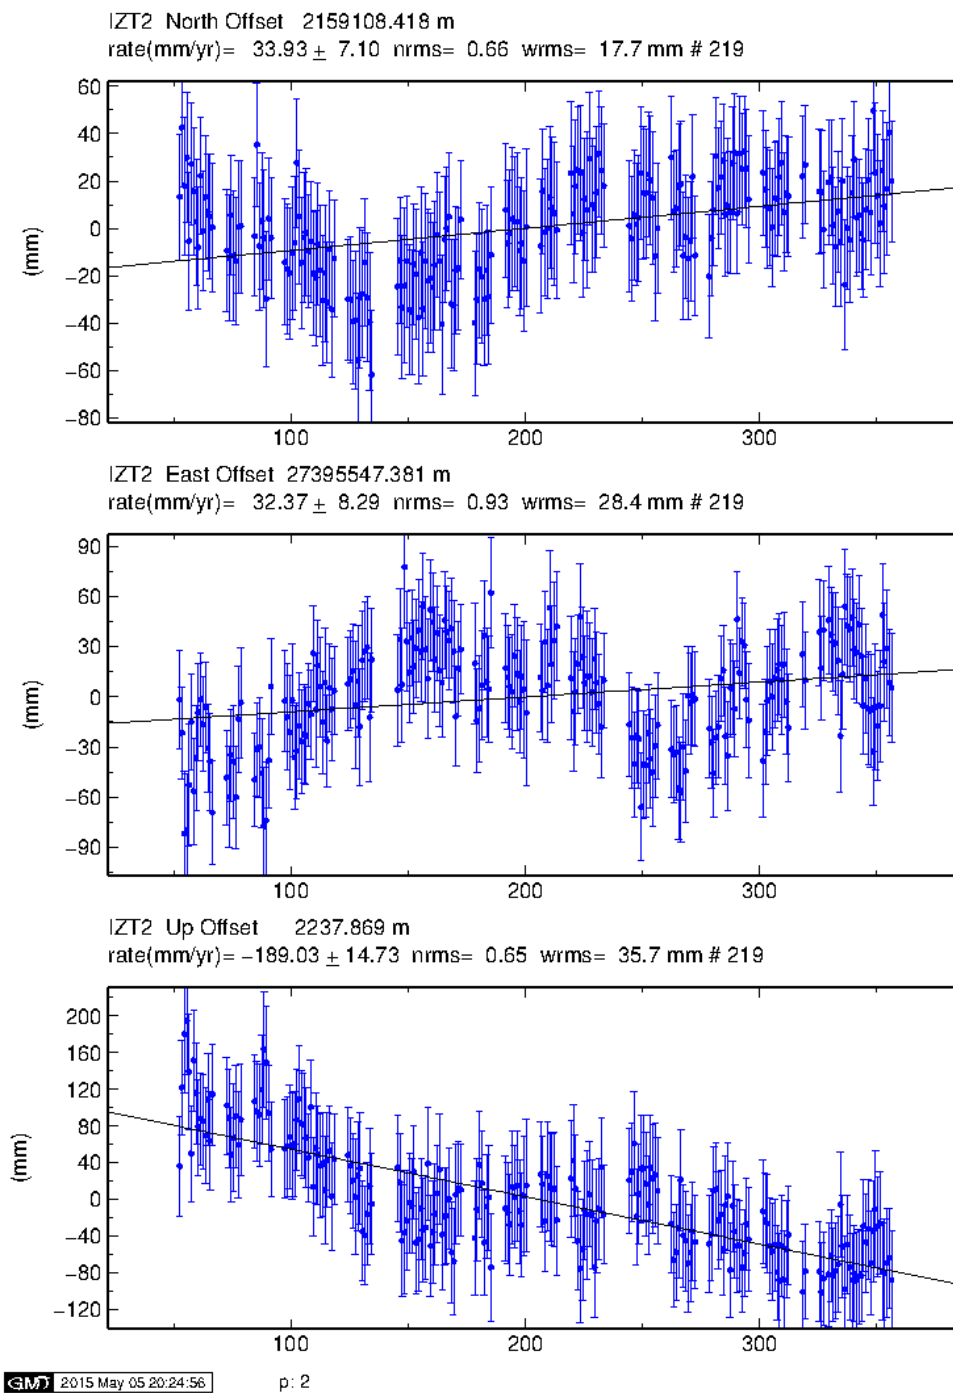 IZT2 North Offset 2159108.418 m
rate(mm/yr)= 33.93 ± 7.10 nrms= 0.66 wrms= 17.7 mm # 219
60
40
20
0
−20
−40
−60
−80
(mm)
100 200 300
IZT2 East Offset 27395547.381 m
rate(mm/yr)= 32.37 ± 8.29 nrms= 0.93 wrms= 28.4 mm # 219
90
60
30
0
−30
−60
−90
(mm)
100 200 300
IZT2 Up Offset 2237.869 m
rate(mm/yr)= −189.03 ± 14.73 nrms= 0.65 wrms= 35.7 mm # 219
200
160
120
80
40
0
−40
−80
−120
(mm)
100 200 300
GMT 2015 May 05 20:24:56 p: 2